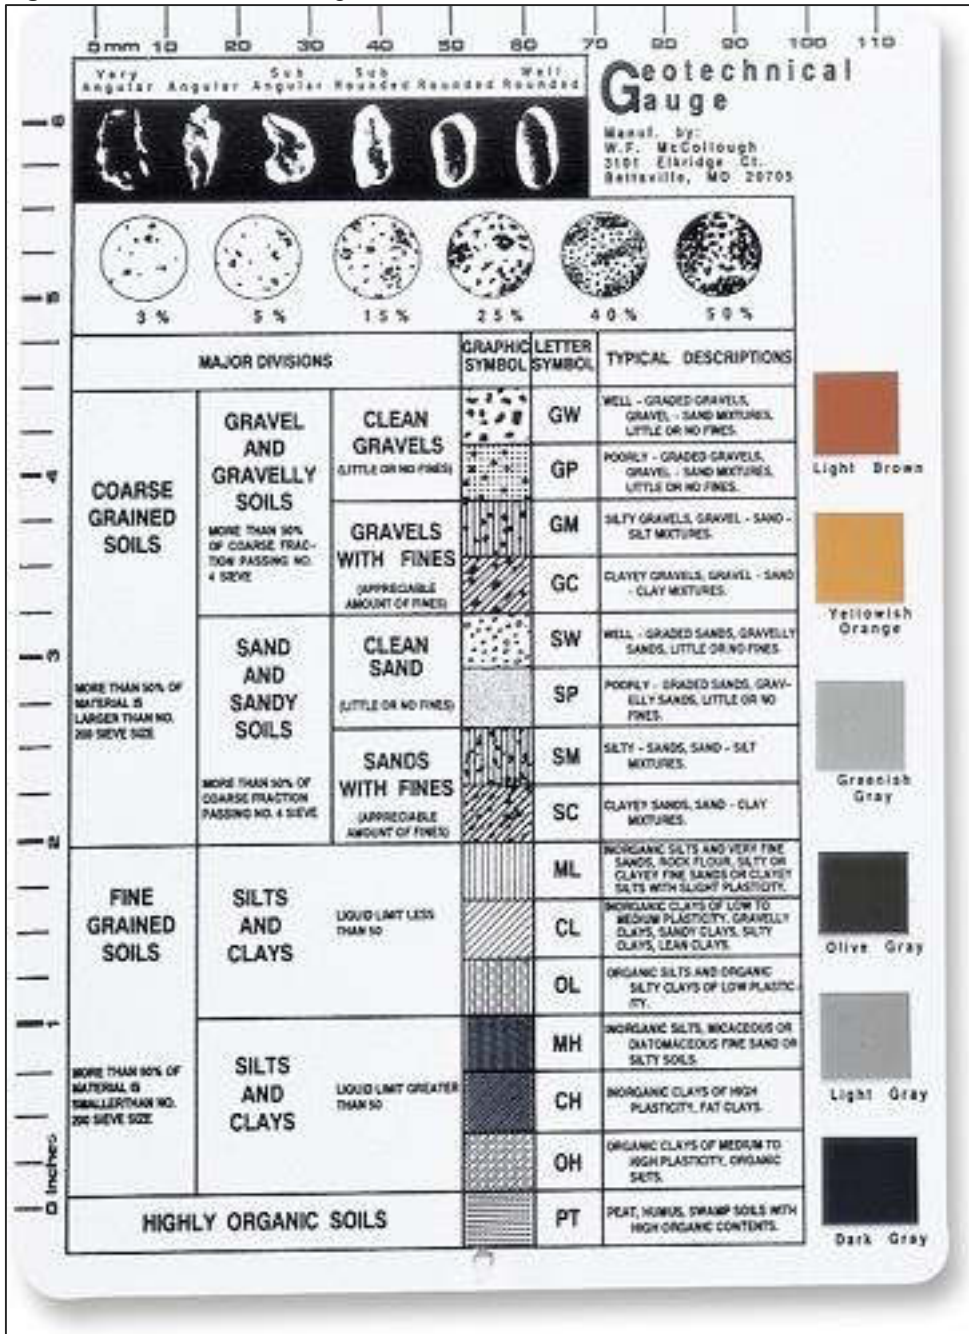 0 mm 10 20 30 40 50 60 70 80 90 100 110
Very Angular Angular Sub Angular Sub Rounded Rounded Well Rounded
Geotechnical
Gauge
Manuf. by:
W.F. McCollough
3101 Elkridge Ct.
Beltsville, MD 20705
6
5
4
3
2
1
0 Inches
3 % 5 % 15 % 25 % 40 % 50 %
MAJOR DIVISIONS
GRAPHIC
SYMBOL
LETTER
SYMBOL
TYPICAL DESCRIPTIONS
COARSE
GRAINED
SOILS
MORE THAN 50% OF
MATERIAL IS
LARGER THAN NO.
200 SIEVE SIZE
GRAVEL
AND
GRAVELLY
SOILS
MORE THAN 50%
OF COARSE FRAC-
TION PASSING NO.
4 SIEVE
CLEAN
GRAVELS
(LITTLE OR NO FINES)
GW
WELL - GRADED GRAVELS,
GRAVEL - SAND MIXTURES,
LITTLE OR NO FINES.
GP
POORLY - GRADED GRAVELS,
GRAVEL - SAND MIXTURES,
LITTLE OR NO FINES.
GRAVELS
WITH FINES
(APPRECIABLE
AMOUNT OF FINES)
GM
SILTY GRAVELS, GRAVEL - SAND -
SILT MIXTURES.
GC
CLAYEY GRAVELS, GRAVEL - SAND
- CLAY MIXTURES.
SAND
AND
SANDY
SOILS
MORE THAN 50% OF
COARSE FRACTION
PASSING NO. 4 SIEVE
CLEAN
SAND
(LITTLE OR NO FINES)
SW
WELL - GRADED SANDS, GRAVELLY
SANDS, LITTLE OR NO FINES
SP
POORLY - GRADED SANDS, GRAV-
ELLY SANDS, LITTLE OR NO
FINES.
SANDS
WITH FINES
(APPRECIABLE
AMOUNT OF FINES)
SM
SILTY - SANDS, SAND - SILT
MIXTURES.
SC
CLAYEY SANDS, SAND - CLAY
MIXTURES.
FINE
GRAINED
SOILS
MORE THAN 50% OF
MATERIAL IS
SMALLER THAN NO.
200 SIEVE SIZE
SILTS
AND
CLAYS
LIQUID LIMIT LESS
THAN 50
ML
INORGANIC SILTS AND VERY FINE
SANDS, ROCK FLOUR, SILTY OR
CLAYEY FINE SANDS OR CLAYEY
SILTS WITH SLIGHT PLASTICITY.
CL
INORGANIC CLAYS OF LOW TO
MEDIUM PLASTICITY, GRAVELLY
CLAYS, SANDY CLAYS, SILTY
CLAYS, LEAN CLAYS.
OL
ORGANIC SILTS AND ORGANIC
SILTY CLAYS OF LOW PLASTIC-
ITY.
SILTS
AND
CLAYS
LIQUID LIMIT GREATER
THAN 50
MH
INORGANIC SILTS, MICACEOUS OR
DIATOMACEOUS FINE SAND OR
SILTY SOILS.
CH
INORGANIC CLAYS OF HIGH
PLASTICITY, FAT CLAYS.
OH
ORGANIC CLAYS OF MEDIUM TO
HIGH PLASTICITY, ORGANIC
SILTS.
HIGHLY ORGANIC SOILS
PT
PEAT, HUMUS, SWAMP SOILS WITH
HIGH ORGANIC CONTENTS.
Light Brown
Yellowish
Orange
Greenish
Gray
Olive Gray
Light Gray
Dark Gray